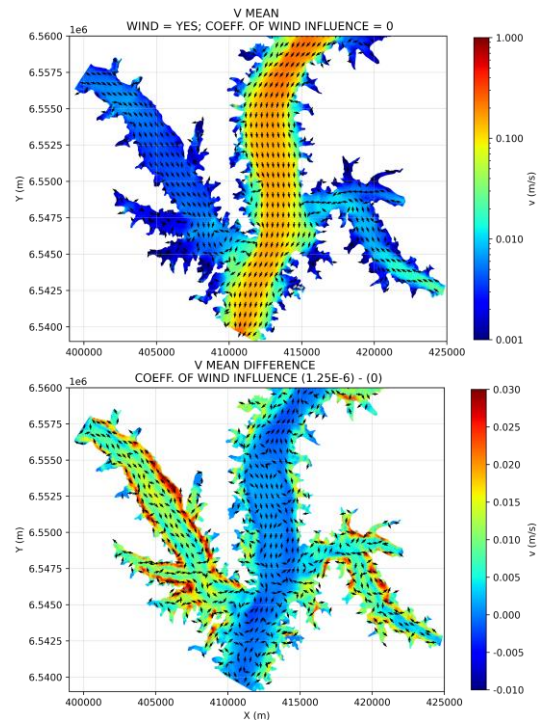 V MEAN
WIND = YES; COEFF. OF WIND INFLUENCE = 0
1e6
6.5600
6.5575
6.5550
6.5525
6.5500
6.5475
6.5450
6.5425
6.5400
Y (m)
400000 405000 410000 415000 420000 425000
1.000
0.100
0.010
0.001
v (m/s)
V MEAN DIFFERENCE
COEFF. OF WIND INFLUENCE (1.25E-6) - (0)
1e6
6.5600
6.5575
6.5550
6.5525
6.5500
6.5475
6.5450
6.5425
6.5400
Y (m)
400000 405000 410000 415000 420000 425000
X (m)
0.030
0.025
0.020
0.015
0.010
0.005
0.000
-0.005
-0.010
v (m/s)